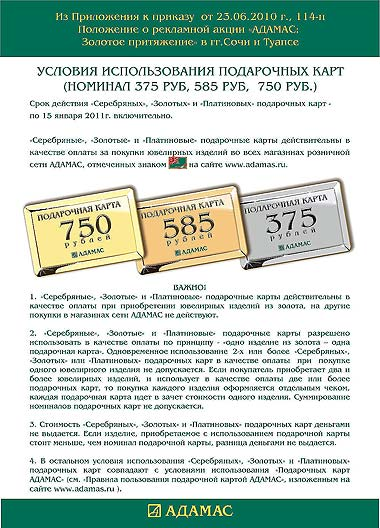 Из Приложения к приказу от 23.06.2010 г., 114-п
Положение о рекламной акции «АДАМАС:
Золотое притяжение» в гг.Сочи и Туапсе
УСЛОВИЯ ИСПОЛЬЗОВАНИЯ ПОДАРОЧНЫХ КАРТ
(НОМИНАЛ 375 РУБ, 585 РУБ, 750 РУБ.)
Срок действия «Серебряных», «Золотых» и «Платиновых» подарочных карт -
по 15 января 2011г. включительно.
«Серебряные», «Золотые» и «Платиновые» подарочные карты действительны в
качестве оплаты за покупки ювелирных изделий во всех магазинах розничной
сети АДАМАС, отмеченных знаком на сайте www.adamas.ru.
ПОДАРОЧНАЯ КАРТА
750
рублей
АДАМАС
ПОДАРОЧНАЯ КАРТА
585
рублей
АДАМАС
ПОДАРОЧНАЯ КАРТА
375
рублей
АДАМАС
ВАЖНО:
1. «Серебряные», «Золотые» и «Платиновые» подарочные карты действительны в
качестве оплаты при приобретении ювелирных изделий из золота, на другие
покупки в магазинах сети АДАМАС не действуют.
2. «Серебряные», «Золотые» и «Платиновые» подарочные карты разрешено
использовать в качестве оплаты по принципу - «одно изделие из золота – одна
подарочная карта». Одновременное использование 2-х или более «Серебряных»,
«Золотых» или «Платиновых» подарочных карт в качестве оплаты при покупке
одного ювелирного изделия не допускается. Если покупатель приобретает два и
более ювелирных изделий, и использует в качестве оплаты две или более
подарочных карт, то покупка каждого изделия оформляется отдельным чеком,
каждая подарочная карта идет в зачет стоимости одного изделия. Суммирование
номиналов подарочных карт не допускается.
3. Стоимость «Серебряных», «Золотых» и «Платиновых» подарочных карт деньгами
не выдается. Если изделие, приобретаемое с использованием подарочной карты
стоит меньше, чем номинал подарочной карты, разница деньгами не выдается.
4. В остальном условия использования «Серебряных», «Золотых» и «Платиновых»
подарочных карт совпадают с условиями использования «Подарочных карт
АДАМАС» (см. «Правила пользования подарочной картой АДАМАС», изложенным на
сайте www.adamas.ru ).
АДАМАС